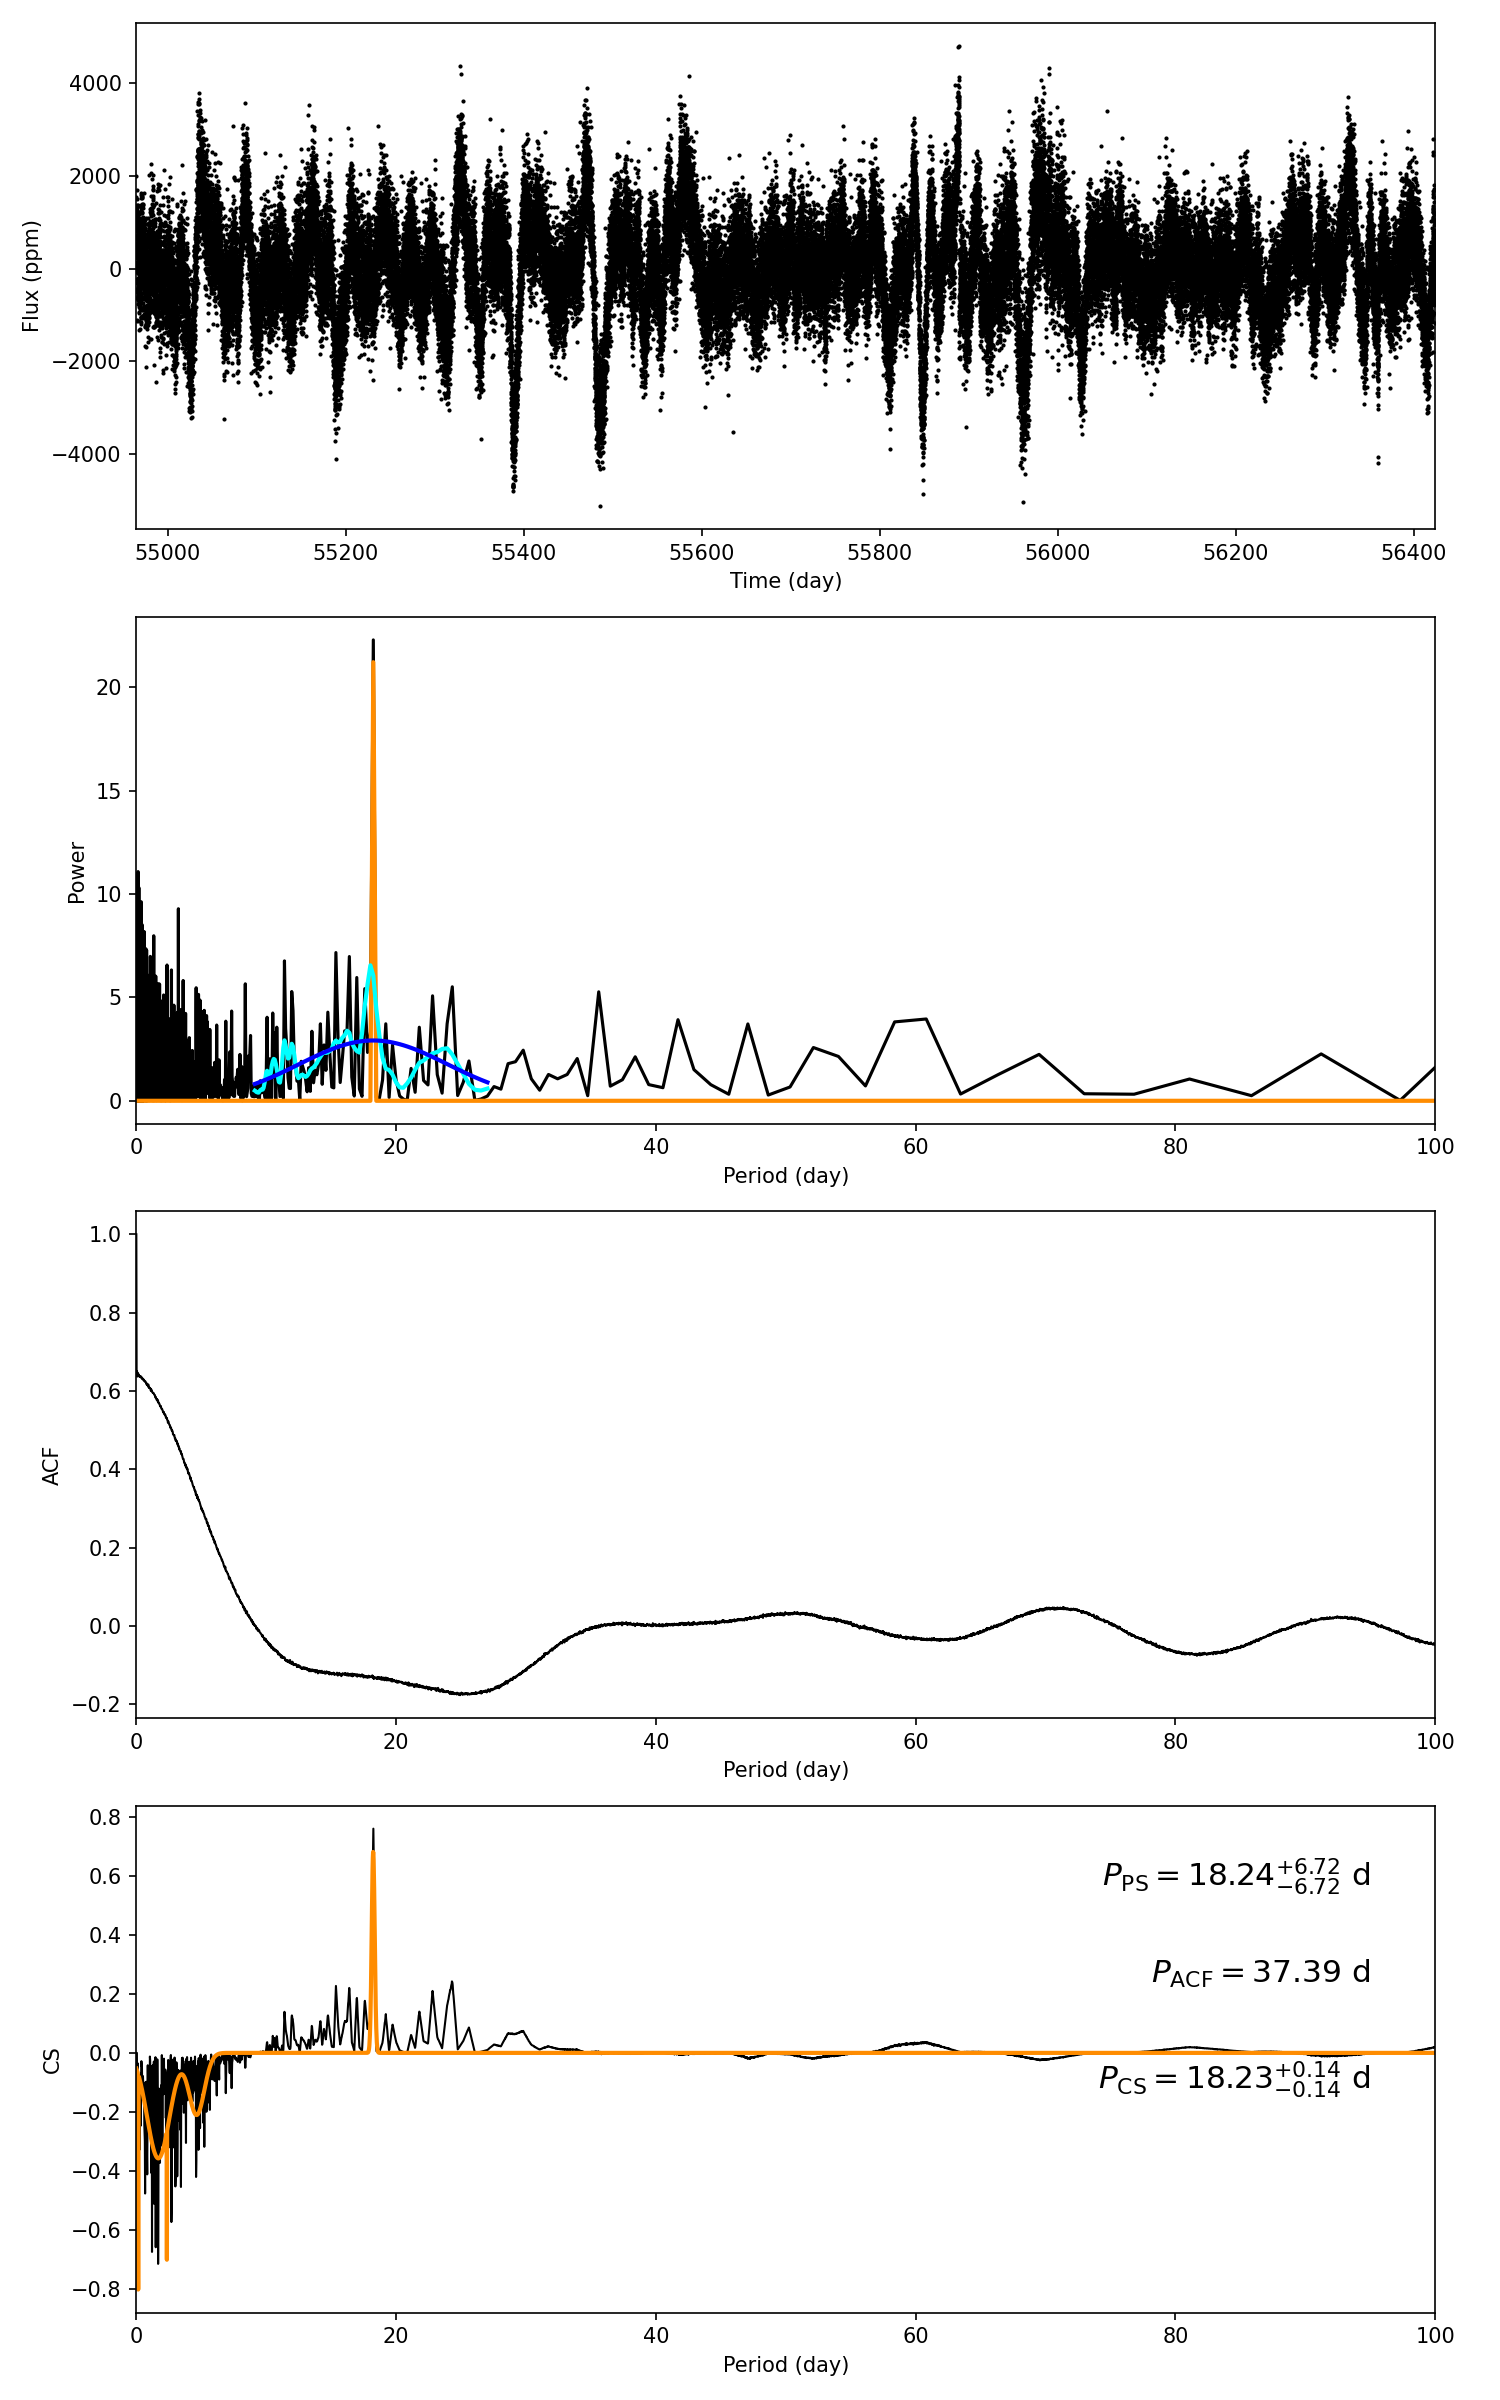 4000
2000
0
−2000
−4000
Flux (ppm)
55000 55200 55400 55600 55800 56000 56200 56400
Time (day)
20
15
10
5
0
Power
0 20 40 60 80 100
Period (day)
1.0
0.8
0.6
0.4
0.2
0.0
−0.2
ACF
0 20 40 60 80 100
Period (day)
0.8
0.6
0.4
0.2
0.0
−0.2
−0.4
−0.6
−0.8
CS
P_PS = 18.24^{+6.72}_{−6.72} d
P_ACF = 37.39 d
P_CS = 18.23^{+0.14}_{−0.14} d
0 20 40 60 80 100
Period (day)